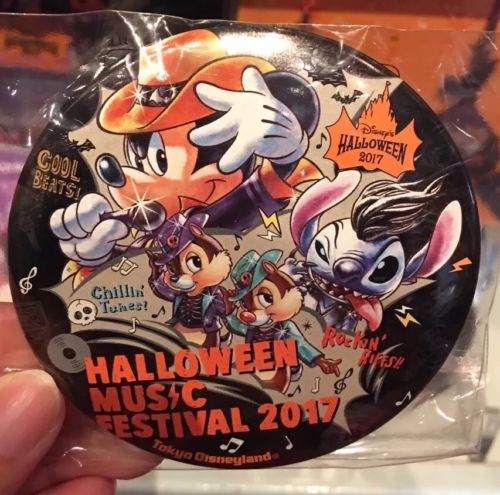 COOL
BEATS!
Disney's
HALLOWEEN
2017
Chillin'
Tunes!
ROCKIN'
RIFFS!!
HALLOWEEN
MUSIC
FESTIVAL 2017
Tokyo Disneyland®